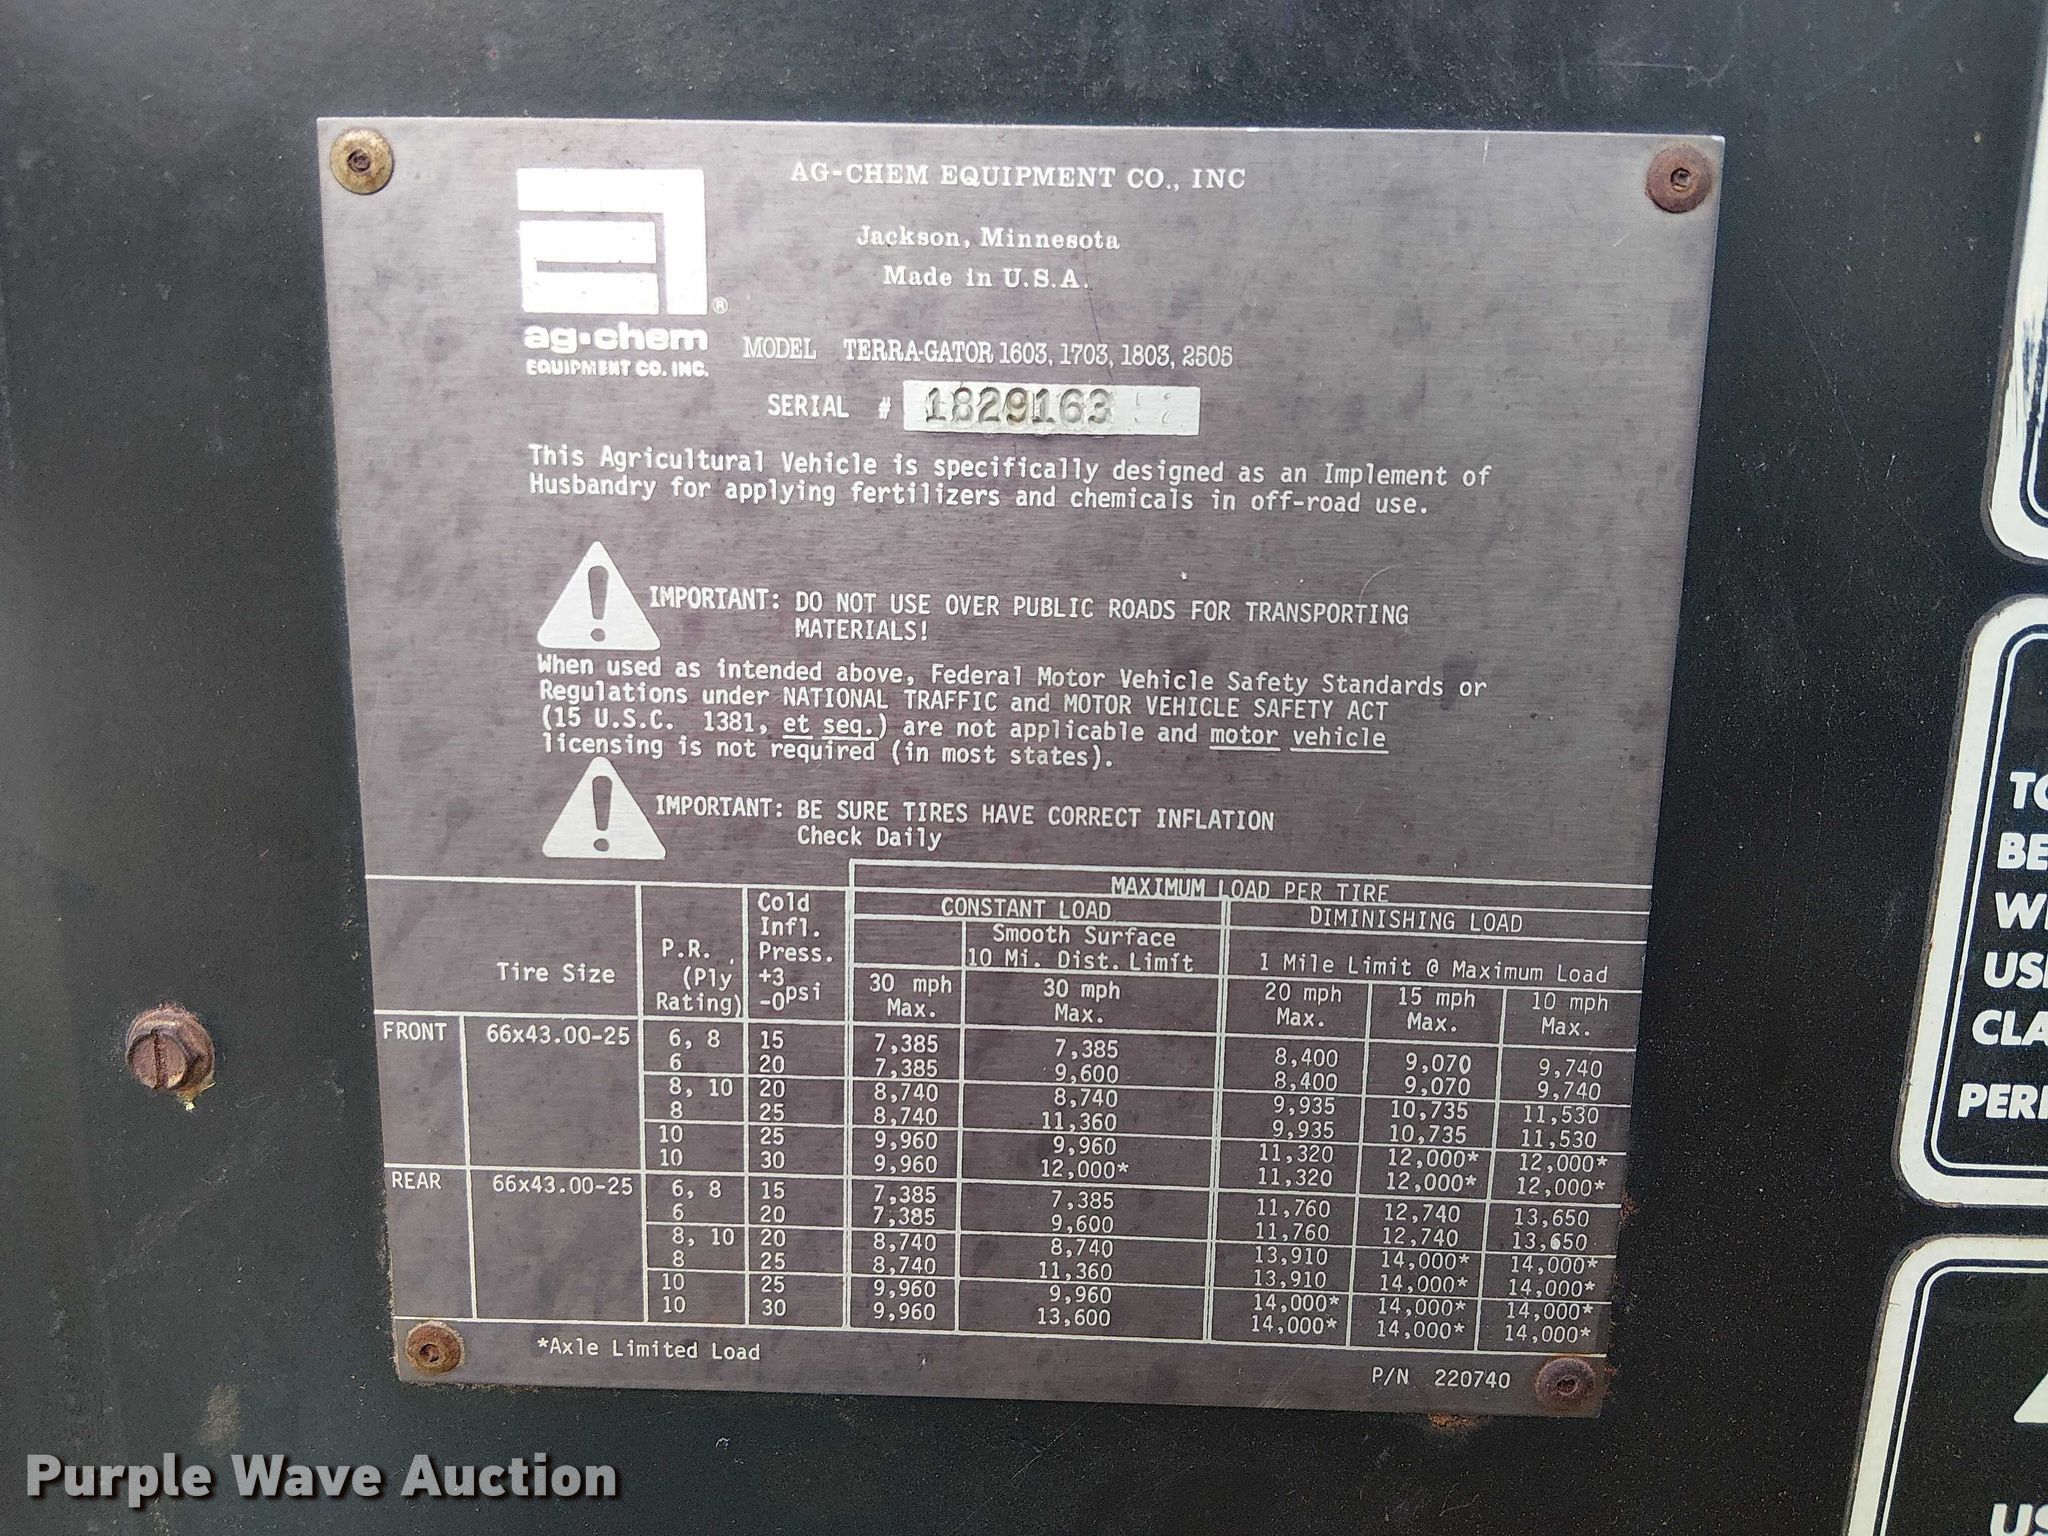 AG-CHEM EQUIPMENT CO., INC
Jackson, Minnesota
Made in U.S.A.
ag·chem ®
EQUIPMENT CO. INC.
MODEL TERRA-GATOR 1603, 1703, 1803, 2505
SERIAL # 1829163
This Agricultural Vehicle is specifically designed as an Implement of
Husbandry for applying fertilizers and chemicals in off-road use.
IMPORTANT: DO NOT USE OVER PUBLIC ROADS FOR TRANSPORTING
MATERIALS!
When used as intended above, Federal Motor Vehicle Safety Standards or
Regulations under NATIONAL TRAFFIC and MOTOR VEHICLE SAFETY ACT
(15 U.S.C. 1381, et seq.) are not applicable and motor vehicle
licensing is not required (in most states).
IMPORTANT: BE SURE TIRES HAVE CORRECT INFLATION
Check Daily
MAXIMUM LOAD PER TIRE
CONSTANT LOAD DIMINISHING LOAD
Tire Size
P.R.
(Ply
Rating)
Cold
Infl.
Press.
+3
-0 psi
30 mph
Max.
Smooth Surface
10 Mi. Dist. Limit
30 mph
Max.
1 Mile Limit @ Maximum Load
20 mph
Max.
15 mph
Max.
10 mph
Max.
FRONT 66x43.00-25 6, 8 15 7,385 7,385 8,400 9,070 9,740
6 20 7,385 9,600 8,400 9,070 9,740
8, 10 20 8,740 8,740 9,935 10,735 11,530
8 25 8,740 11,360 9,935 10,735 11,530
10 25 9,960 9,960 11,320 12,000* 12,000*
10 30 9,960 12,000* 11,320 12,000* 12,000*
REAR 66x43.00-25 6, 8 15 7,385 7,385 11,760 12,740 13,650
6 20 7,385 9,600 11,760 12,740 13,650
8, 10 20 8,740 8,740 13,910 14,000* 14,000*
8 25 8,740 11,360 13,910 14,000* 14,000*
10 25 9,960 9,960 14,000* 14,000* 14,000*
10 30 9,960 13,600 14,000* 14,000* 14,000*
*Axle Limited Load
P/N 220740
BE
CLA
PERI
US
Purple Wave Auction